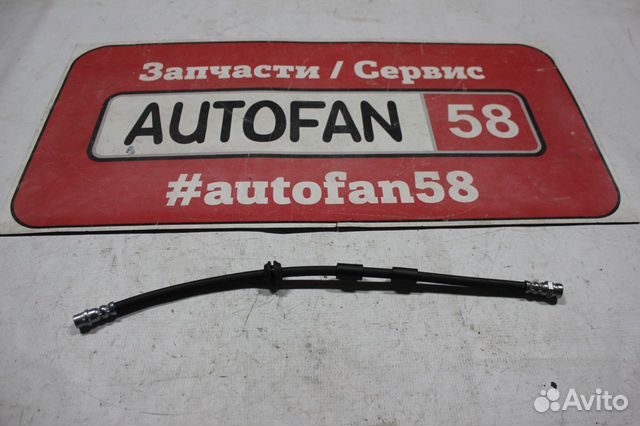 Запчасти / Сервис
AUTOFAN 58
#autofan58
Avito